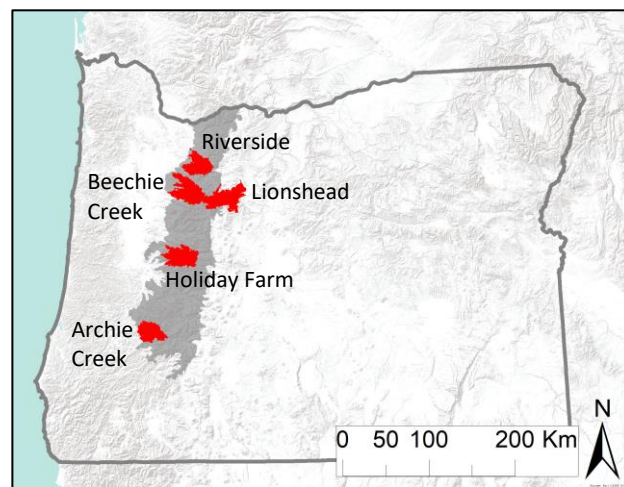 Riverside
Beechie
Creek
Lionshead
Holiday Farm
Archie
Creek
N
0 50 100 200 Km